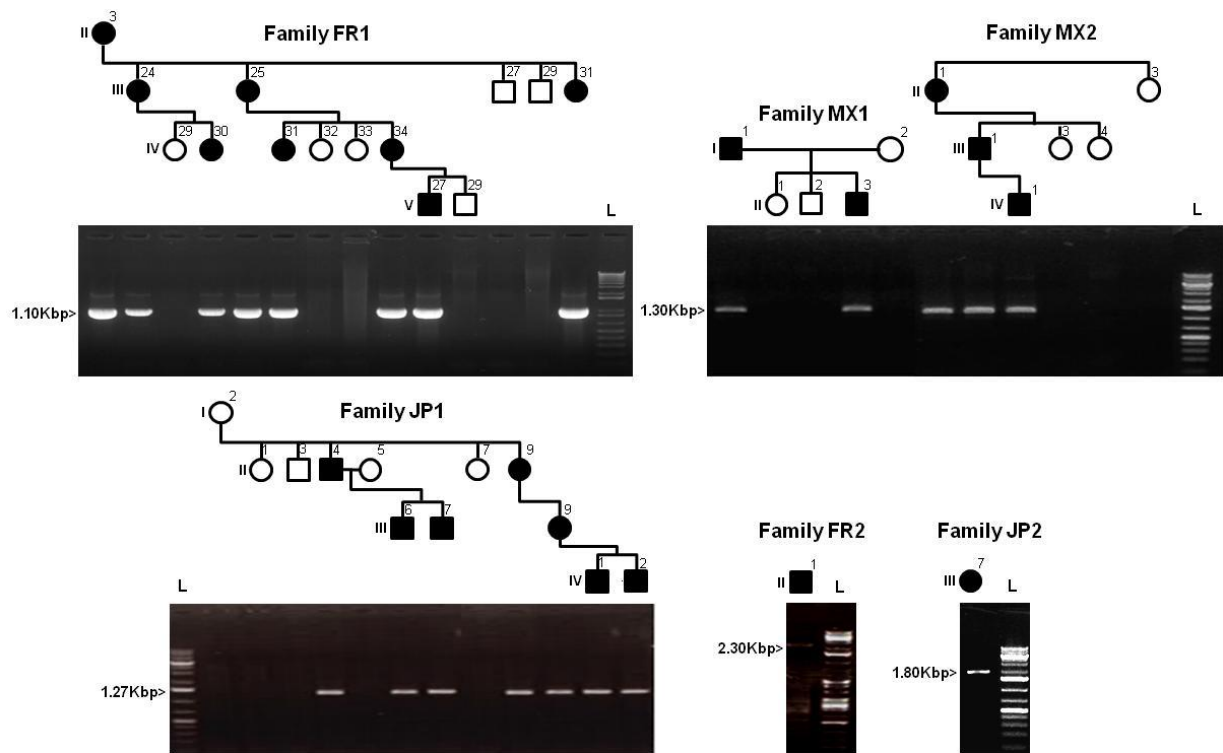 Family FR1
II 3
III 24 25 27 29 31
IV 29 30 31 32 33 34
V 27 29
L
1.10Kbp>
Family MX1
I 1 2
II 1 2 3
Family MX2
II 1 3
III 1 3 4
IV 1
L
1.30Kbp>
Family JP1
I 2
II 1 3 4 5 7 9
III 6 7 9
IV 1 2
L
1.27Kbp>
Family FR2
II 1
L
2.30Kbp>
Family JP2
III 7
L
1.80Kbp>